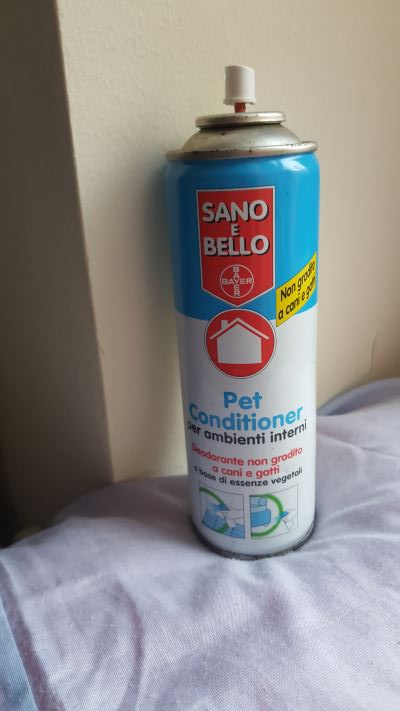 SANO
E
BELLO
BAYER
BAYER
Non gradito
a cani e gatti
Pet
Conditioner
per ambienti interni
Deodorante non gradito
a cani e gatti
a base di essenze vegetali